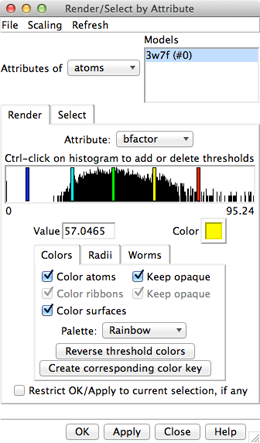 Render/Select by Attribute
File Scaling Refresh
Models
Attributes of atoms
3w7f (#0)
Render Select
Attribute: bfactor
Ctrl-click on histogram to add or delete thresholds
0 95.24
Value 57.0465 Color
Colors Radii Worms
Color atoms Keep opaque
Color ribbons Keep opaque
Color surfaces
Palette: Rainbow
Reverse threshold colors
Create corresponding color key
Restrict OK/Apply to current selection, if any
OK Apply Close Help